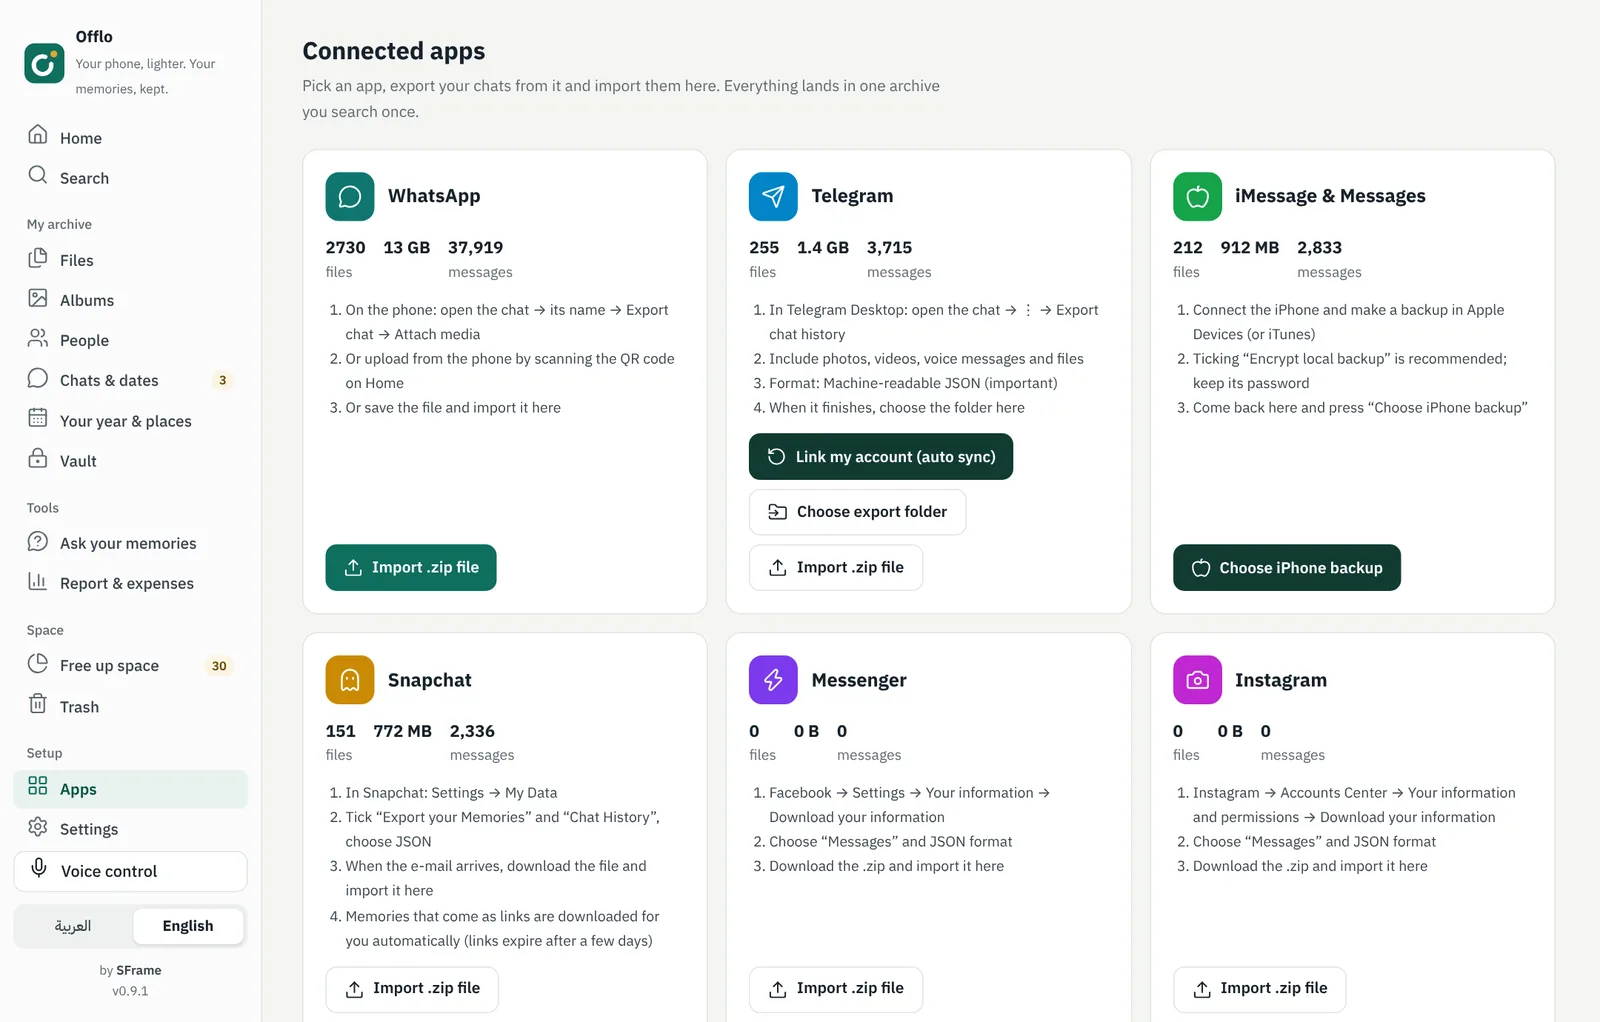 Offlo
Your phone, lighter. Your
memories, kept.
Home
Search
My archive
Files
Albums
People
Chats & dates 3
Your year & places
Vault
Tools
Ask your memories
Report & expenses
Space
Free up space 30
Trash
Setup
Apps
Settings
Voice control
العربية English
by SFrame
v0.9.1
Connected apps
Pick an app, export your chats from it and import them here. Everything lands in one archive
you search once.
WhatsApp
2730 13 GB 37,919
files messages
1. On the phone: open the chat → its name → Export
chat → Attach media
2. Or upload from the phone by scanning the QR code
on Home
3. Or save the file and import it here
Import .zip file
Telegram
255 1.4 GB 3,715
files messages
1. In Telegram Desktop: open the chat → ⋮ → Export
chat history
2. Include photos, videos, voice messages and files
3. Format: Machine-readable JSON (important)
4. When it finishes, choose the folder here
Link my account (auto sync)
Choose export folder
Import .zip file
iMessage & Messages
212 912 MB 2,833
files messages
1. Connect the iPhone and make a backup in Apple
Devices (or iTunes)
2. Ticking “Encrypt local backup” is recommended;
keep its password
3. Come back here and press “Choose iPhone backup”
Choose iPhone backup
Snapchat
151 772 MB 2,336
files messages
1. In Snapchat: Settings → My Data
2. Tick “Export your Memories” and “Chat History”,
choose JSON
3. When the e-mail arrives, download the file and
import it here
4. Memories that come as links are downloaded for
you automatically (links expire after a few days)
Import .zip file
Messenger
0 0 B 0
files messages
1. Facebook → Settings → Your information →
Download your information
2. Choose “Messages” and JSON format
3. Download the .zip and import it here
Import .zip file
Instagram
0 0 B 0
files messages
1. Instagram → Accounts Center → Your information
and permissions → Download your information
2. Choose “Messages” and JSON format
3. Download the .zip and import it here
Import .zip file